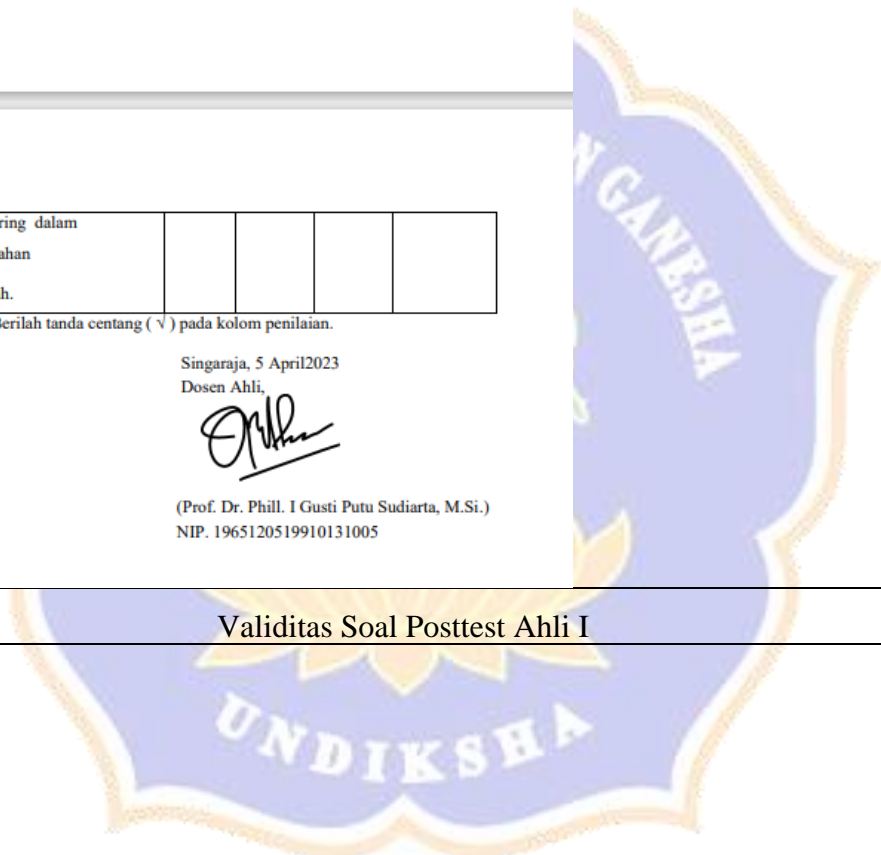 ring dalam
ahan
h.
Berilah tanda centang ( √ ) pada kolom penilaian.
Singaraja, 5 April2023
Dosen Ahli,
(Prof. Dr. Phill. I Gusti Putu Sudiarta, M.Si.)
NIP. 1965120519910131005
Validitas Soal Posttest Ahli I
N GANESHA
UNDIKSHA